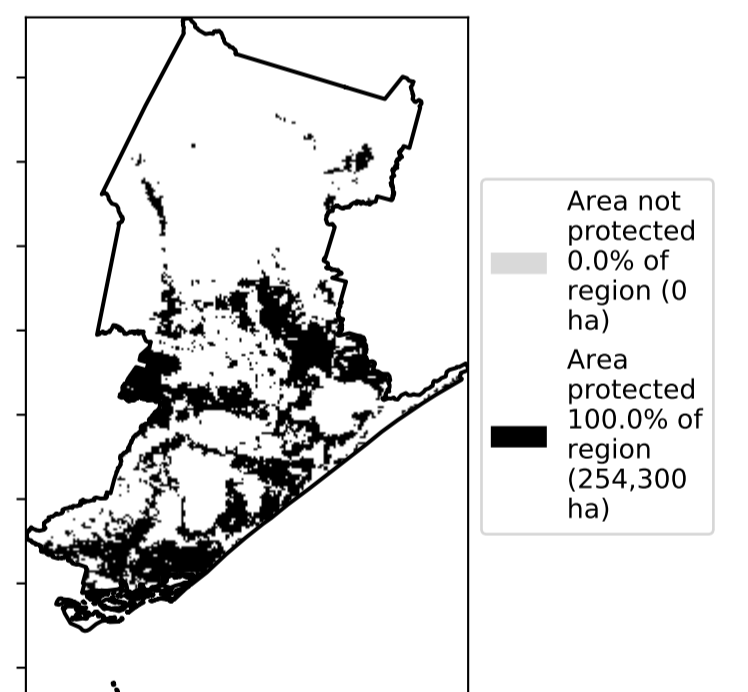 Area not
protected
0.0% of
region (0
ha)
Area
protected
100.0% of
region
(254,300
ha)